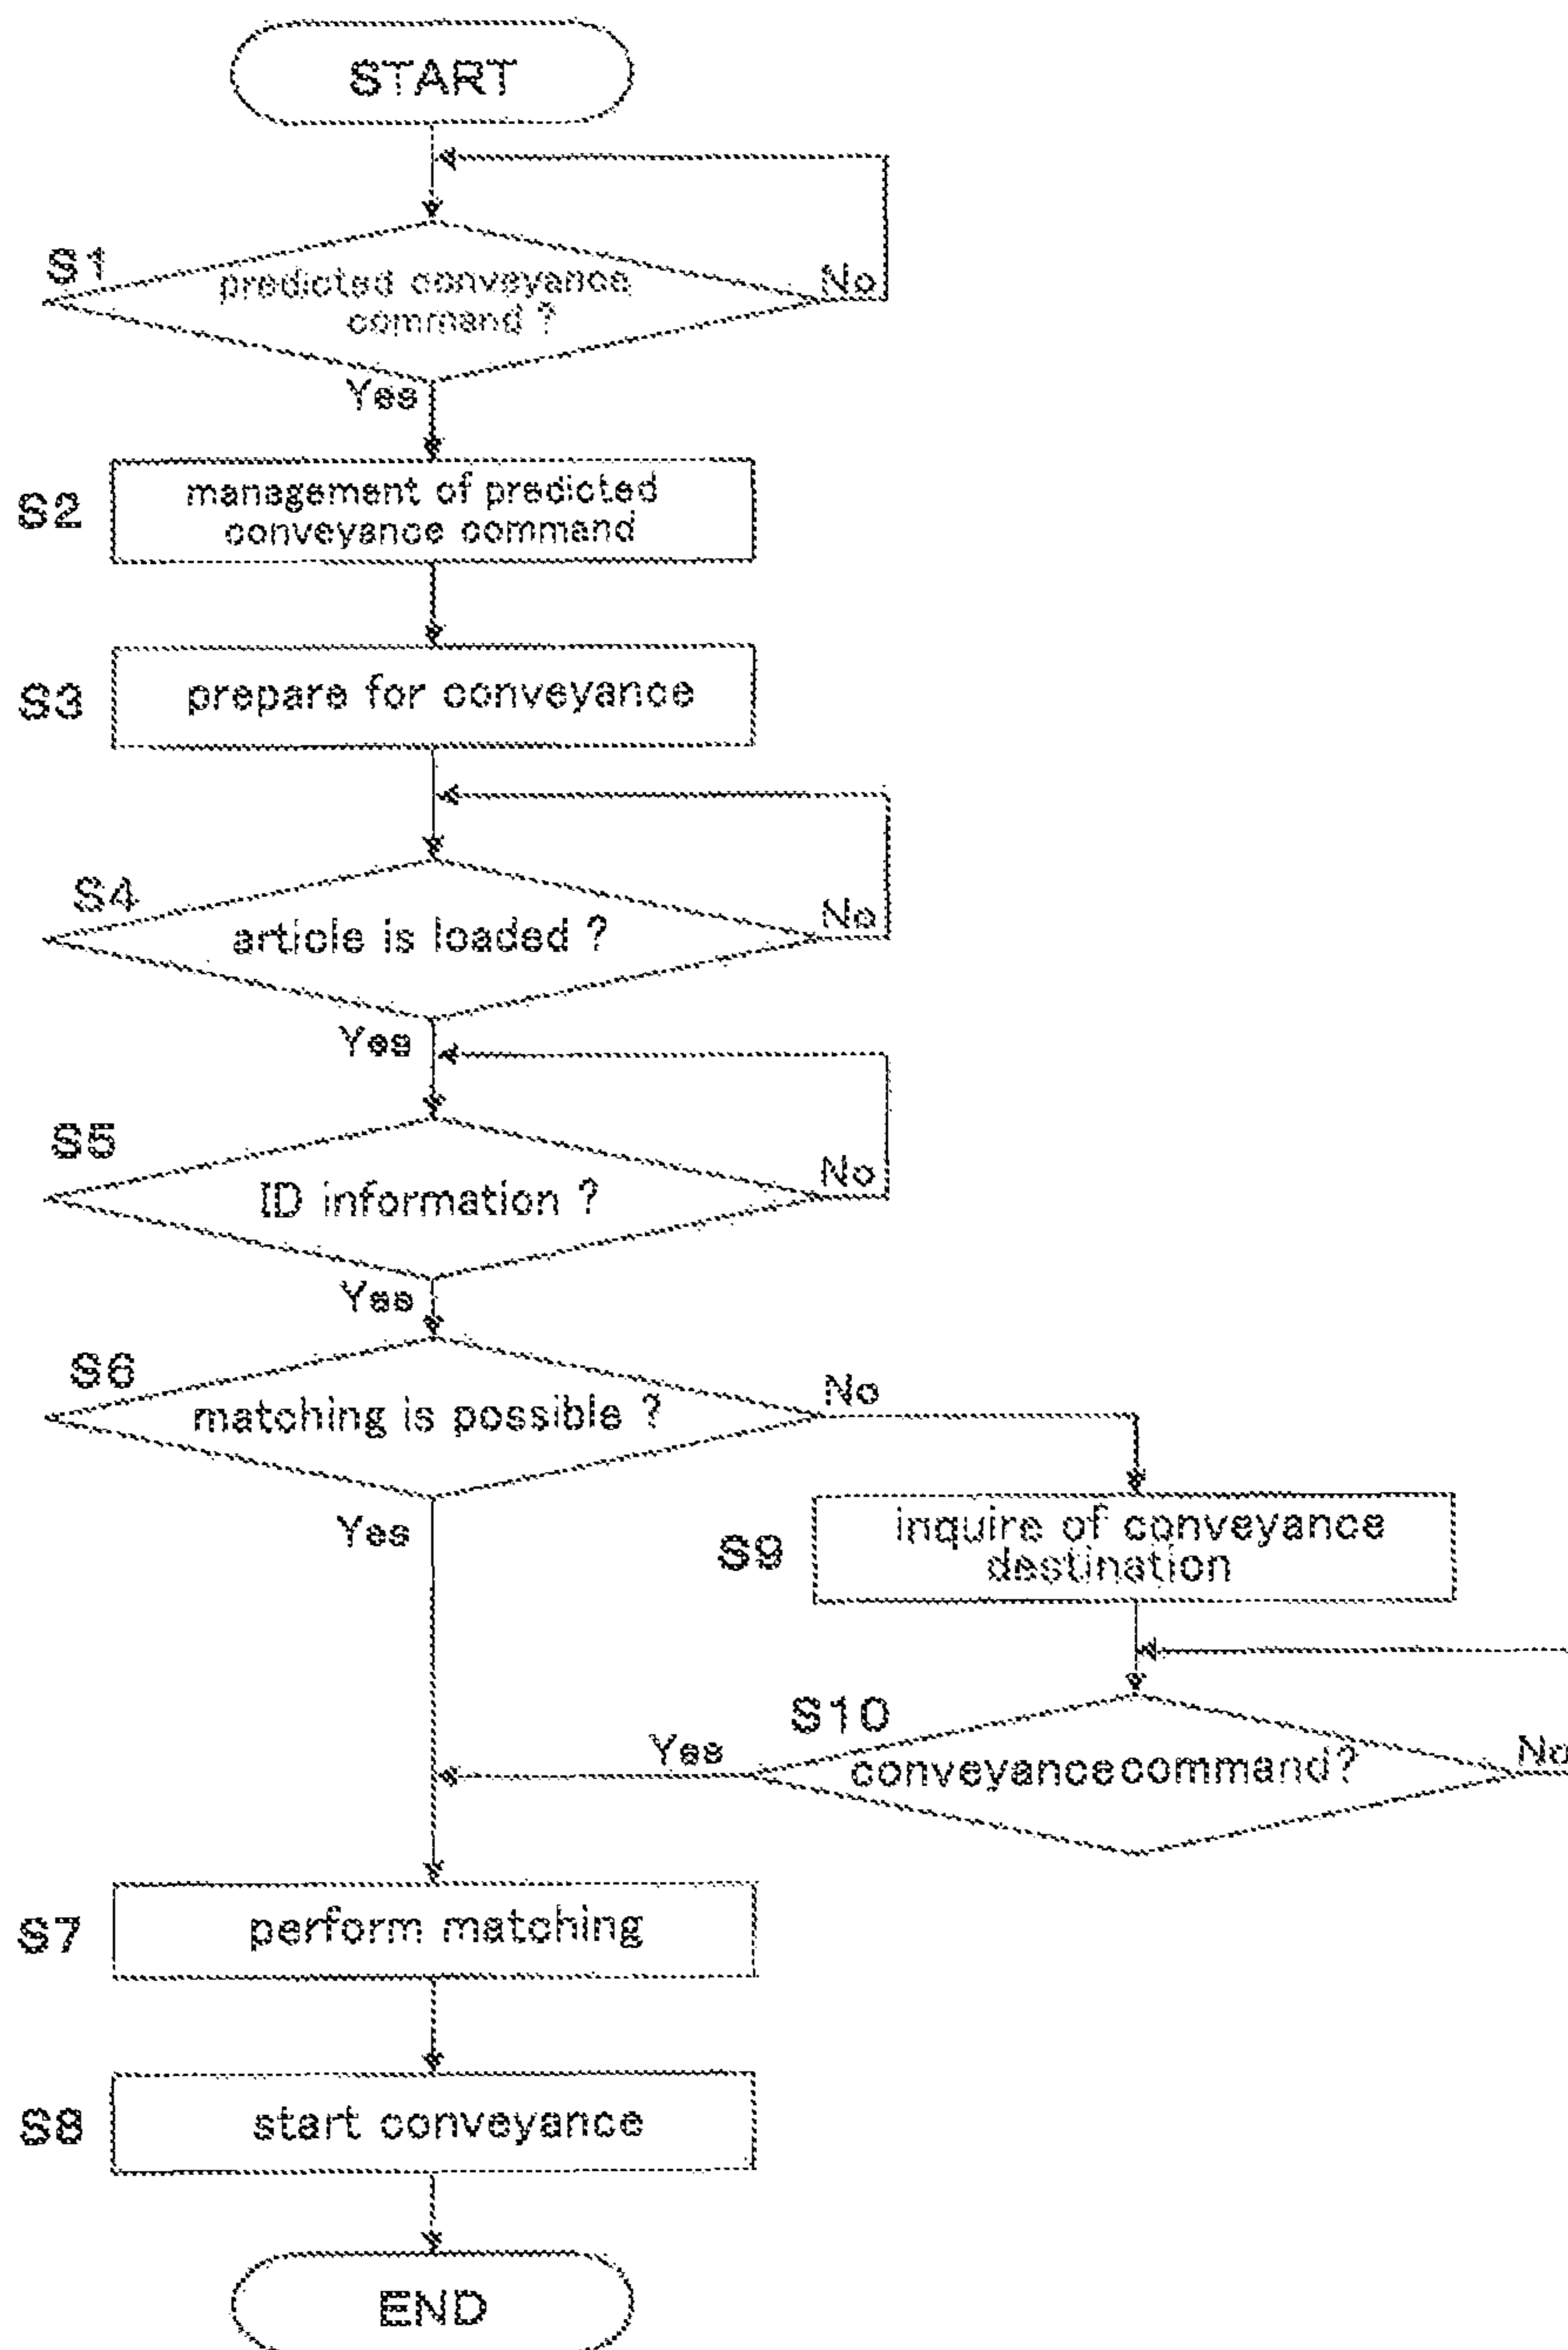 START
S1
predicted conveyance
command ?
No
Yes
S2
management of predicted
conveyance command
S3
prepare for conveyance
S4
article is loaded ?
No
Yes
S5
ID information ?
No
Yes
S6
matching is possible ?
No
Yes
S9
inquire of conveyance
destination
S10
conveyancecommand?
Yes
No
S7
perform matching
S8
start conveyance
END